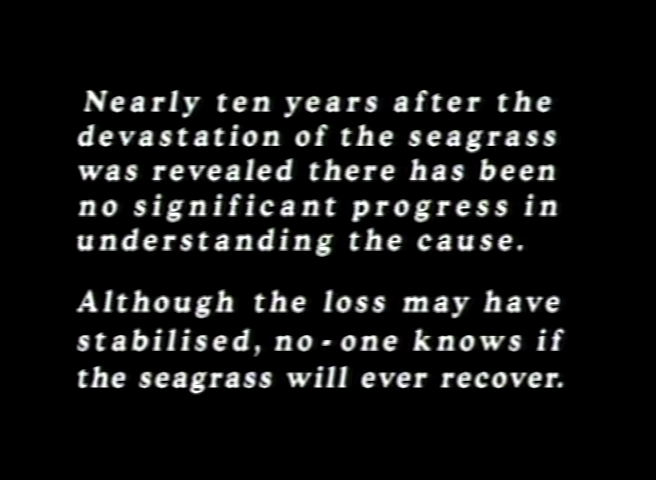 Nearly ten years after the
devastation of the seagrass
was revealed there has been
no significant progress in
understanding the cause.
Although the loss may have
stabilised, no-one knows if
the seagrass will ever recover.